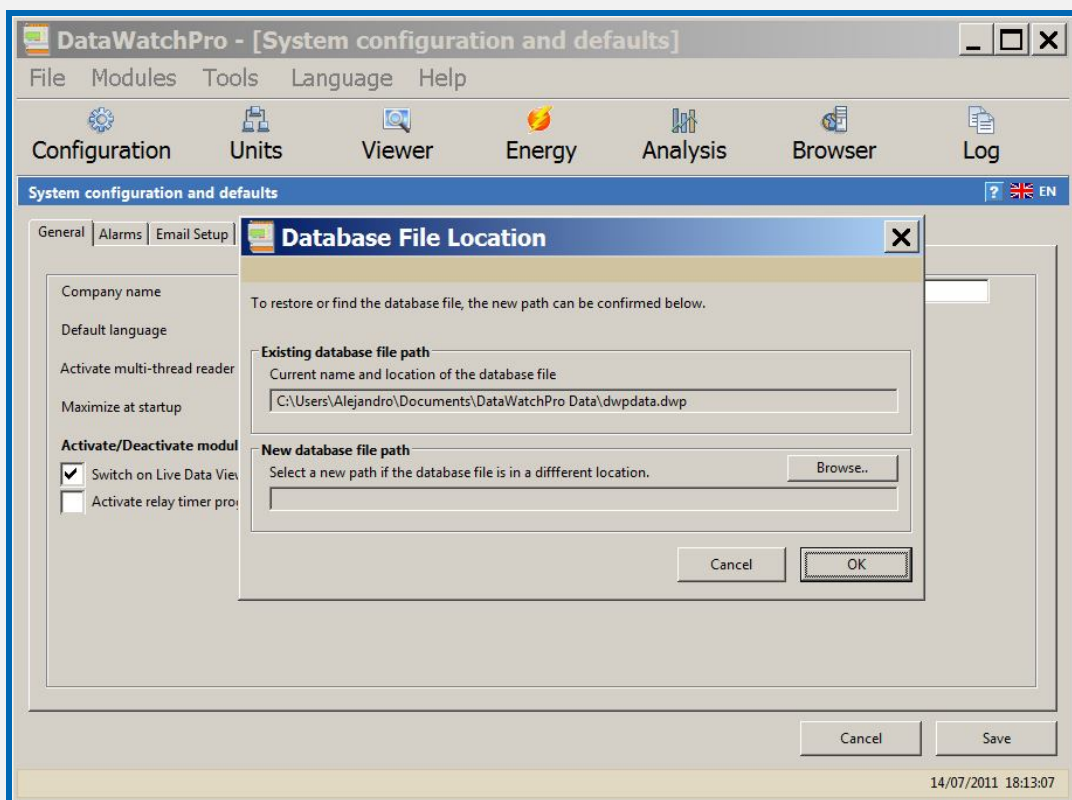 DataWatchPro - [System configuration and defaults]
File Modules Tools Language Help
Configuration Units Viewer Energy Analysis Browser Log
System configuration and defaults ? EN
General Alarms Email Setup
Database File Location
Company name
To restore or find the database file, the new path can be confirmed below.
Default language
Existing database file path
Activate multi-thread reader
Current name and location of the database file
C:\Users\Alejandro\Documents\DataWatchPro Data\dwpdata.dwp
Maximize at startup
Activate/Deactivate modul
New database file path
Switch on Live Data View
Select a new path if the database file is in a diffferent location.
Browse..
Activate relay timer prog
Cancel OK
Cancel Save
14/07/2011 18:13:07